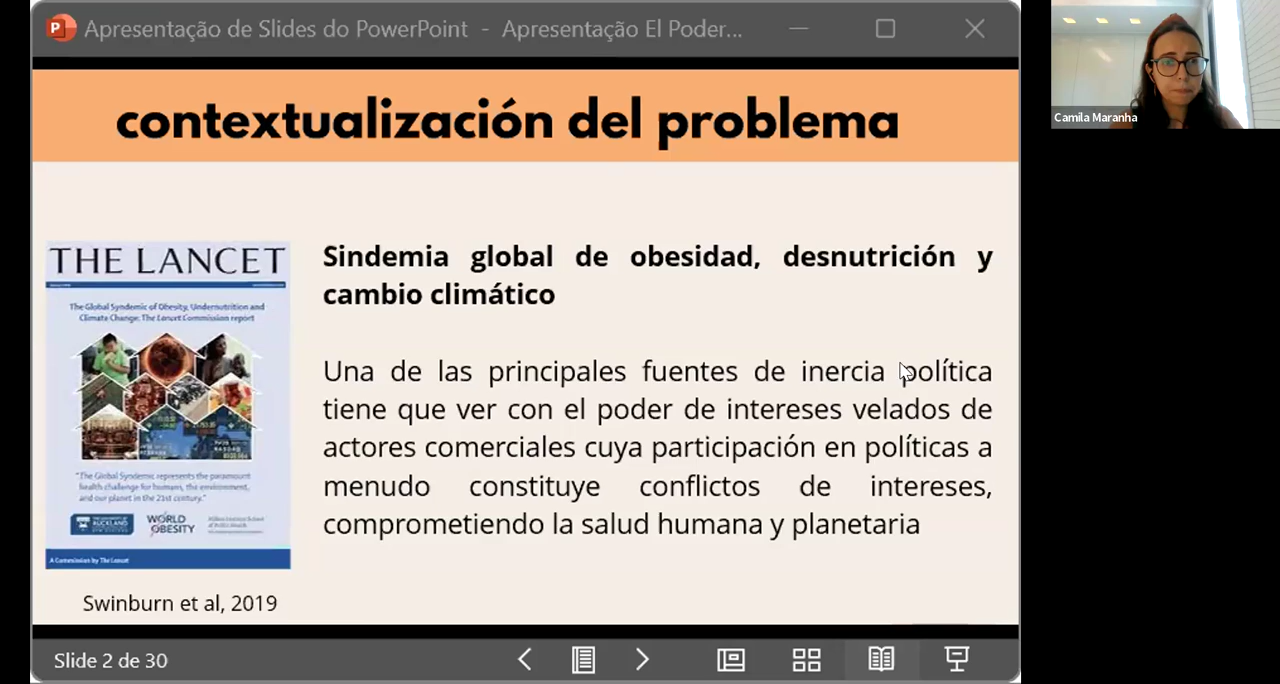 Apresentação de Slides do PowerPoint - Apresentação El Poder...
Camila Maranha
contextualización del problema
THE LANCET
The Global Syndemic of Obesity, Undernutrition and
Climate Change: The Lancet Commission report
"The Global Syndemic represents the paramount
health challenge for humans, the environment,
and our planet in the 21st century."
AUCKLAND
WORLD
OBESITY
A Commission by The Lancet
Swinburn et al, 2019
Sindemia global de obesidad, desnutrición y
cambio climático
Una de las principales fuentes de inercia política
tiene que ver con el poder de intereses velados de
actores comerciales cuya participación en políticas a
menudo constituye conflictos de intereses,
comprometiendo la salud humana y planetaria
Slide 2 de 30